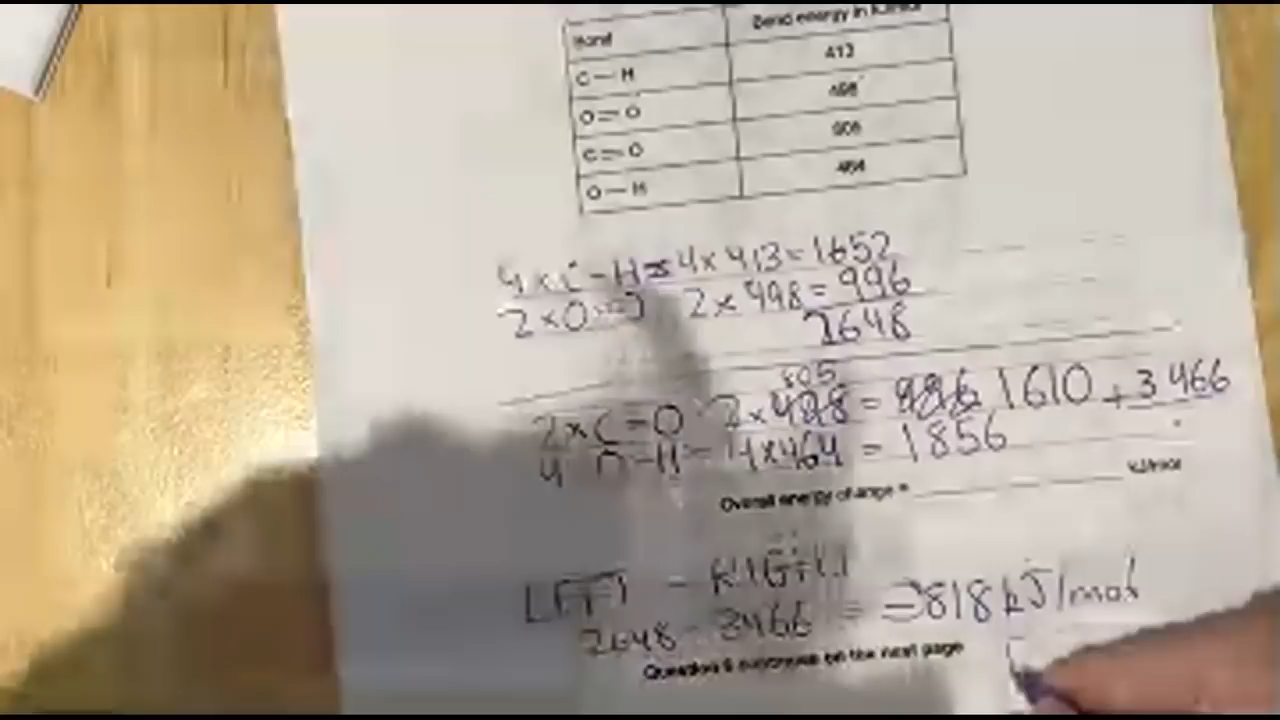 Bond Bond energy in kJ/mol
C — H 413
O = O 498
C = O 805
O — H 464
4 x C - H = 4 x 413 = 1652
2 x O = O 2 x 498 = 996
2648
805
2 x C = O 2 x 498 = 996 1610 + 3466
4 O - H = 4 x 464 = 1856
Overall energy change = kJ/mol
LEFT - RIGHT
2648 - 3466 = -818 kJ/mol
Question 6 continues on the next page